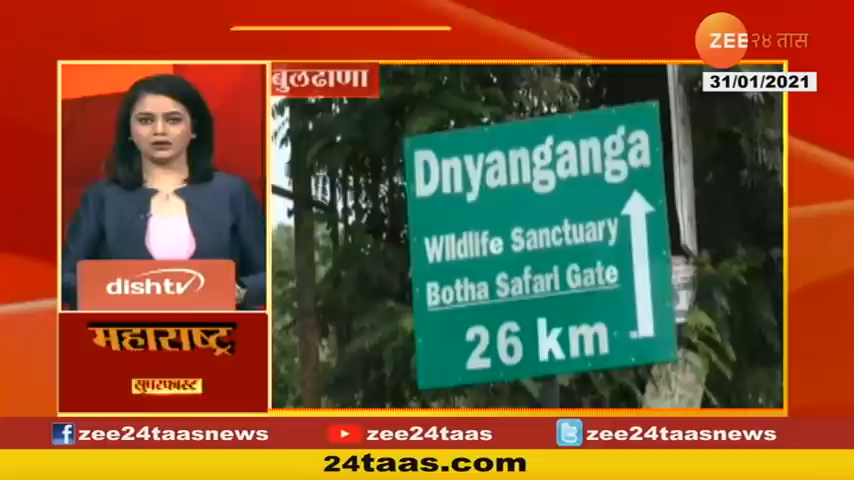 ZEE २४ तास
31/01/2021
बुलढाणा
Dnyanganga
Wildlife Sanctuary
Botha Safari Gate
26 km
dishtv
महाराष्ट्र
सुपरफास्ट
zee24taasnews
zee24taas
zee24taasnews
24taas.com